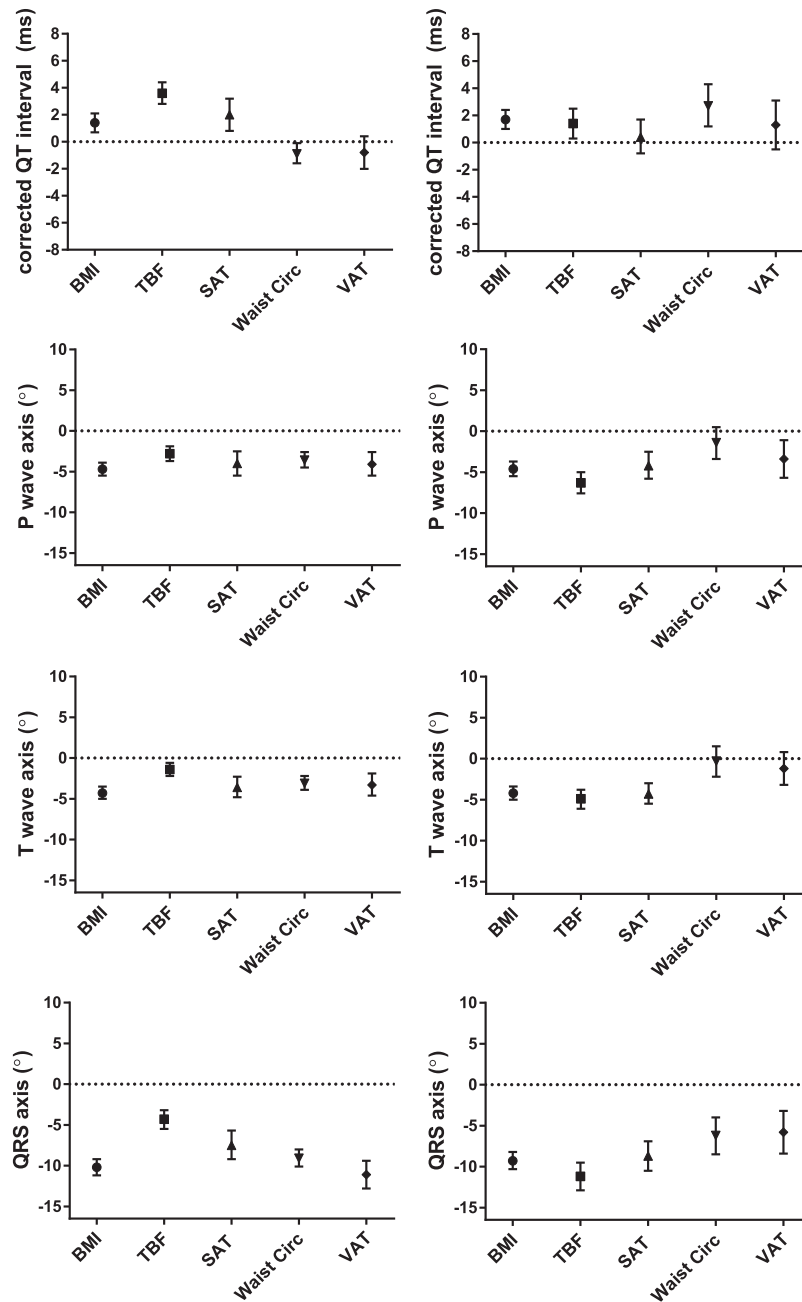 corrected QT interval (ms)
8
6
4
2
0
-2
-4
-6
-8
BMI
TBF
SAT
Waist Circ
VAT
corrected QT interval (ms)
8
6
4
2
0
-2
-4
-6
-8
BMI
TBF
SAT
Waist Circ
VAT
P wave axis (°)
10
5
0
-5
-10
-15
BMI
TBF
SAT
Waist Circ
VAT
P wave axis (°)
10
5
0
-5
-10
-15
BMI
TBF
SAT
Waist Circ
VAT
T wave axis (°)
10
5
0
-5
-10
-15
BMI
TBF
SAT
Waist Circ
VAT
T wave axis (°)
10
5
0
-5
-10
-15
BMI
TBF
SAT
Waist Circ
VAT
QRS axis (°)
10
5
0
-5
-10
-15
BMI
TBF
SAT
Waist Circ
VAT
QRS axis (°)
10
5
0
-5
-10
-15
BMI
TBF
SAT
Waist Circ
VAT